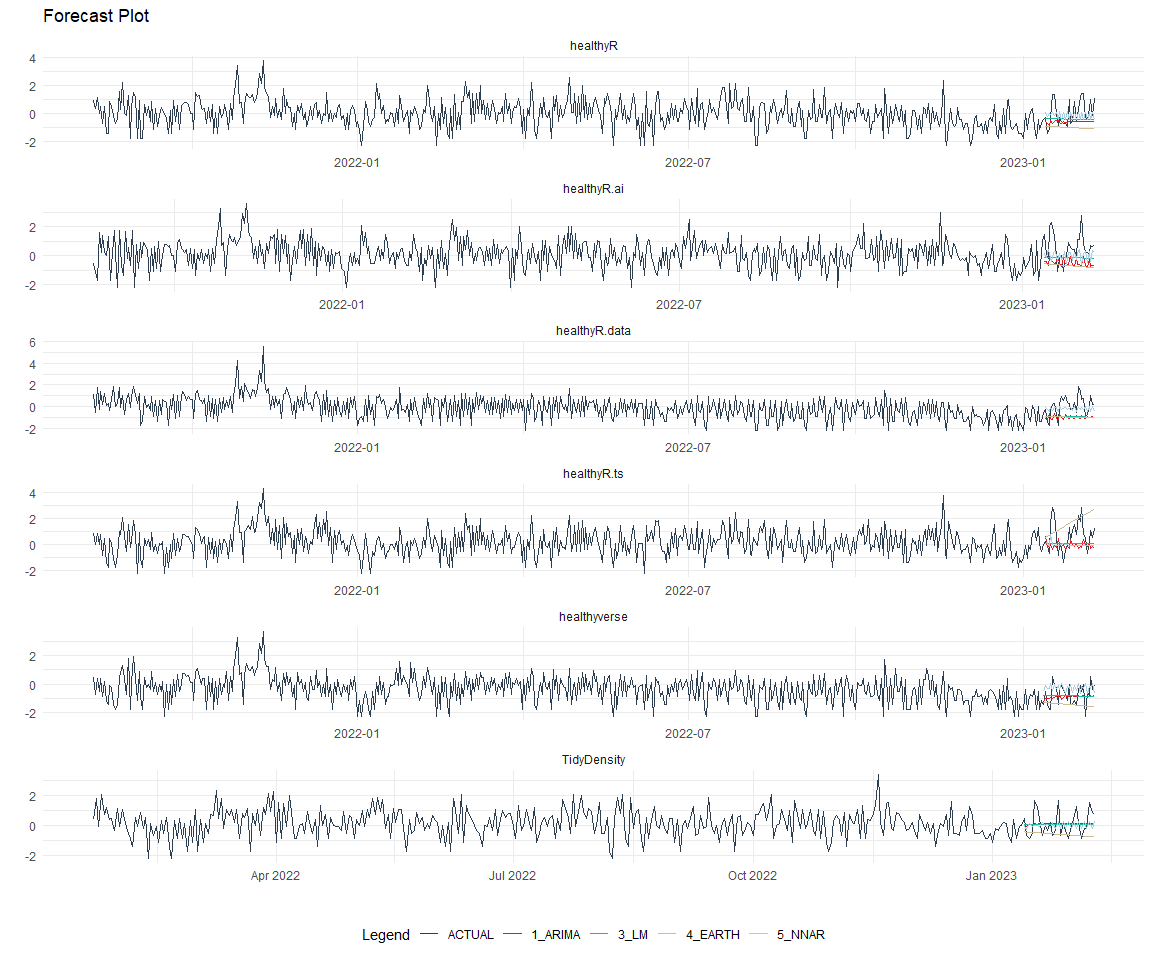 Forecast Plot
healthyR
4
2
0
-2
2022-01 2022-07 2023-01
healthyR.ai
2
0
-2
2022-01 2022-07 2023-01
healthyR.data
6
4
2
0
-2
2022-01 2022-07 2023-01
healthyR.ts
4
2
0
-2
2022-01 2022-07 2023-01
healthyverse
2
0
-2
2022-01 2022-07 2023-01
TidyDensity
2
0
-2
Apr 2022 Jul 2022 Oct 2022 Jan 2023
Legend ACTUAL 1_ARIMA 3_LM 4_EARTH 5_NNAR